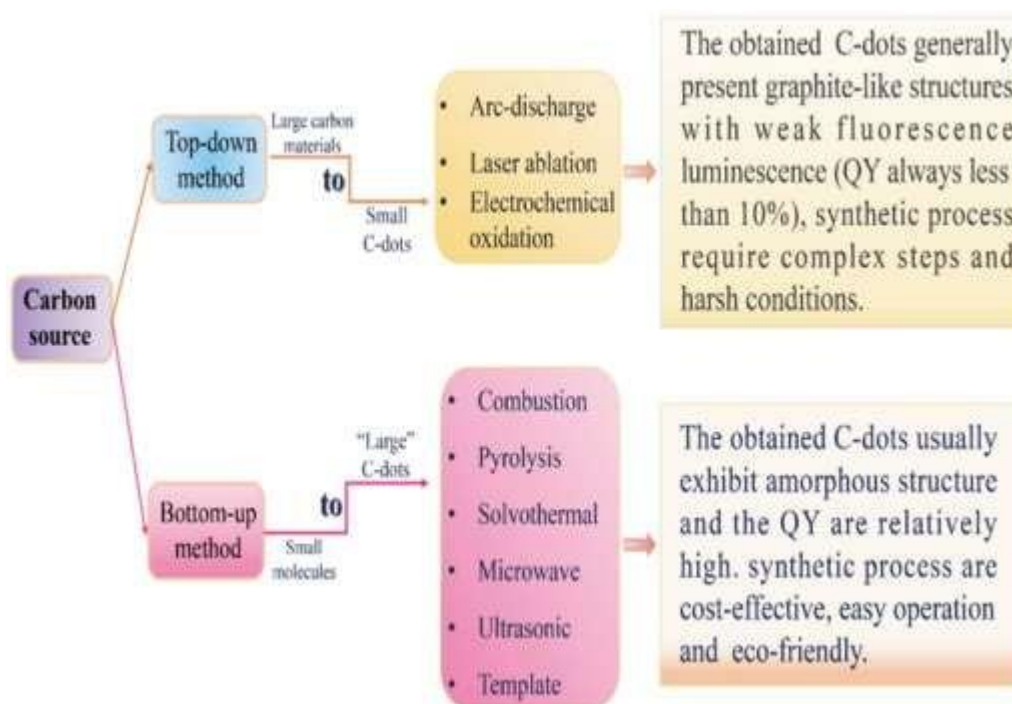 Carbon
source
Top-down
method
Large carbon
materials
to
Small
C-dots
• Arc-discharge
• Laser ablation
• Electrochemical
oxidation
The obtained C-dots generally
present graphite-like structures
with weak fluorescence
luminescence (QY always less
than 10%), synthetic process
require complex steps and
harsh conditions.
Bottom-up
method
Small
molecules
to
“Large”
C-dots
• Combustion
• Pyrolysis
• Solvothermal
• Microwave
• Ultrasonic
• Template
The obtained C-dots usually
exhibit amorphous structure
and the QY are relatively
high. synthetic process are
cost-effective, easy operation
and eco-friendly.